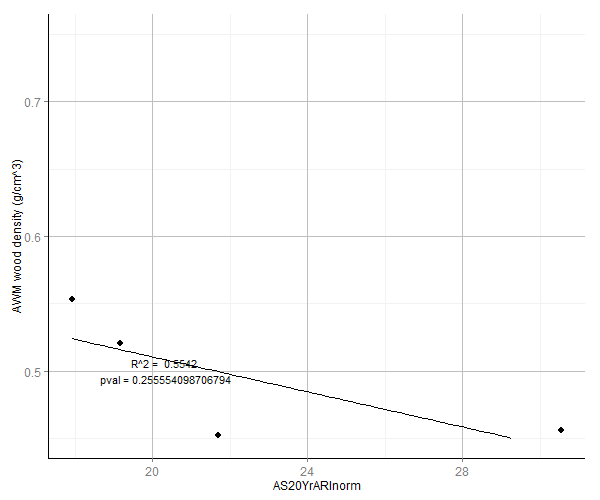 AWM wood density (g/cm^3)
0.7
0.6
0.5
R^2 = 0.5542
pval = 0.255554098706794
20 24 28
AS20YrARInorm